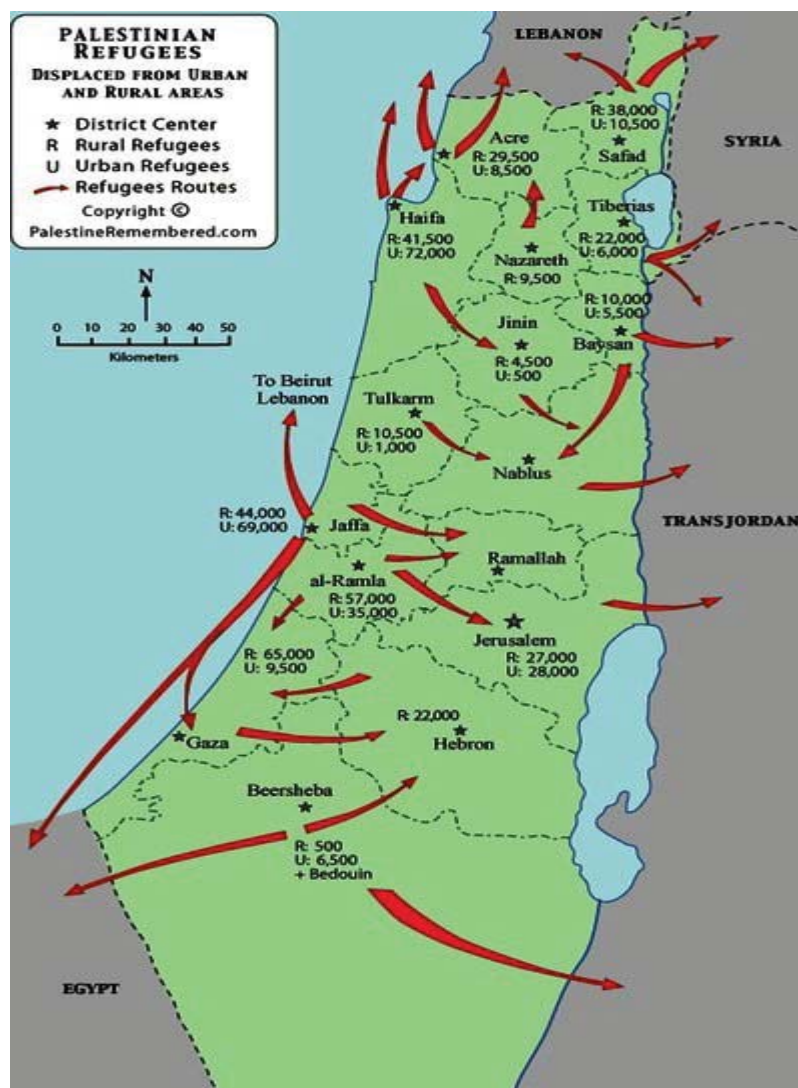 PALESTINIAN
REFUGEES
DISPLACED FROM URBAN
AND RURAL AREAS
★ District Center
R Rural Refugees
U Urban Refugees
Refugees Routes
Copyright ©
PalestineRemembered.com
N
0 10 20 30 40 50
Kilometers
LEBANON
SYRIA
R: 38,000
U: 10,500
Safad
Acre
R: 29,500
U: 8,500
Haifa
R: 41,500
U: 72,000
Nazareth
R: 9,500
Tiberias
R: 22,000
U: 6,000
R: 10,000
U: 5,500
Baysan
Jinin
R: 4,500
U: 500
To Beirut
Lebanon
Tulkarm
R: 10,500
U: 1,000
Nablus
R: 44,000
U: 69,000
Jaffa
TRANSJORDAN
Ramallah
al-Ramla
R: 57,000
U: 35,000
Jerusalem
R: 27,000
U: 28,000
R: 65,000
U: 9,500
Gaza
R: 22,000
Hebron
Beersheba
R: 500
U: 6,500
+ Bedouin
EGYPT